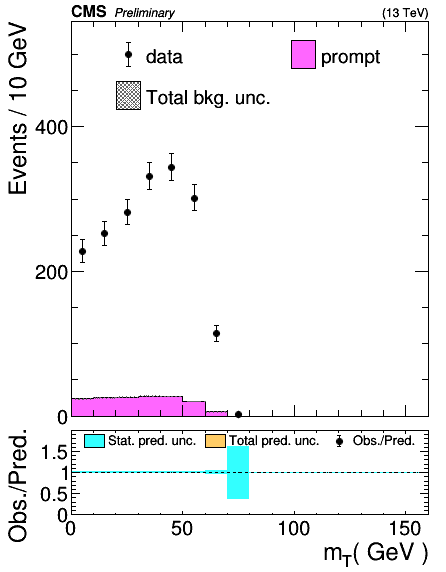 CMS Preliminary (13 TeV)
data prompt
Total bkg. unc.
Events / 10 GeV
400
200
0
Stat. pred. unc. Total pred. unc. Obs./Pred.
Obs./Pred.
1.5
1
0.5
0
0 50 100 150
m_T( GeV )